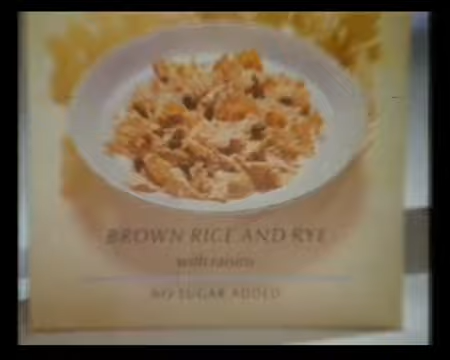 BROWN RICE AND RYE
with raisins
NO SUGAR ADDED